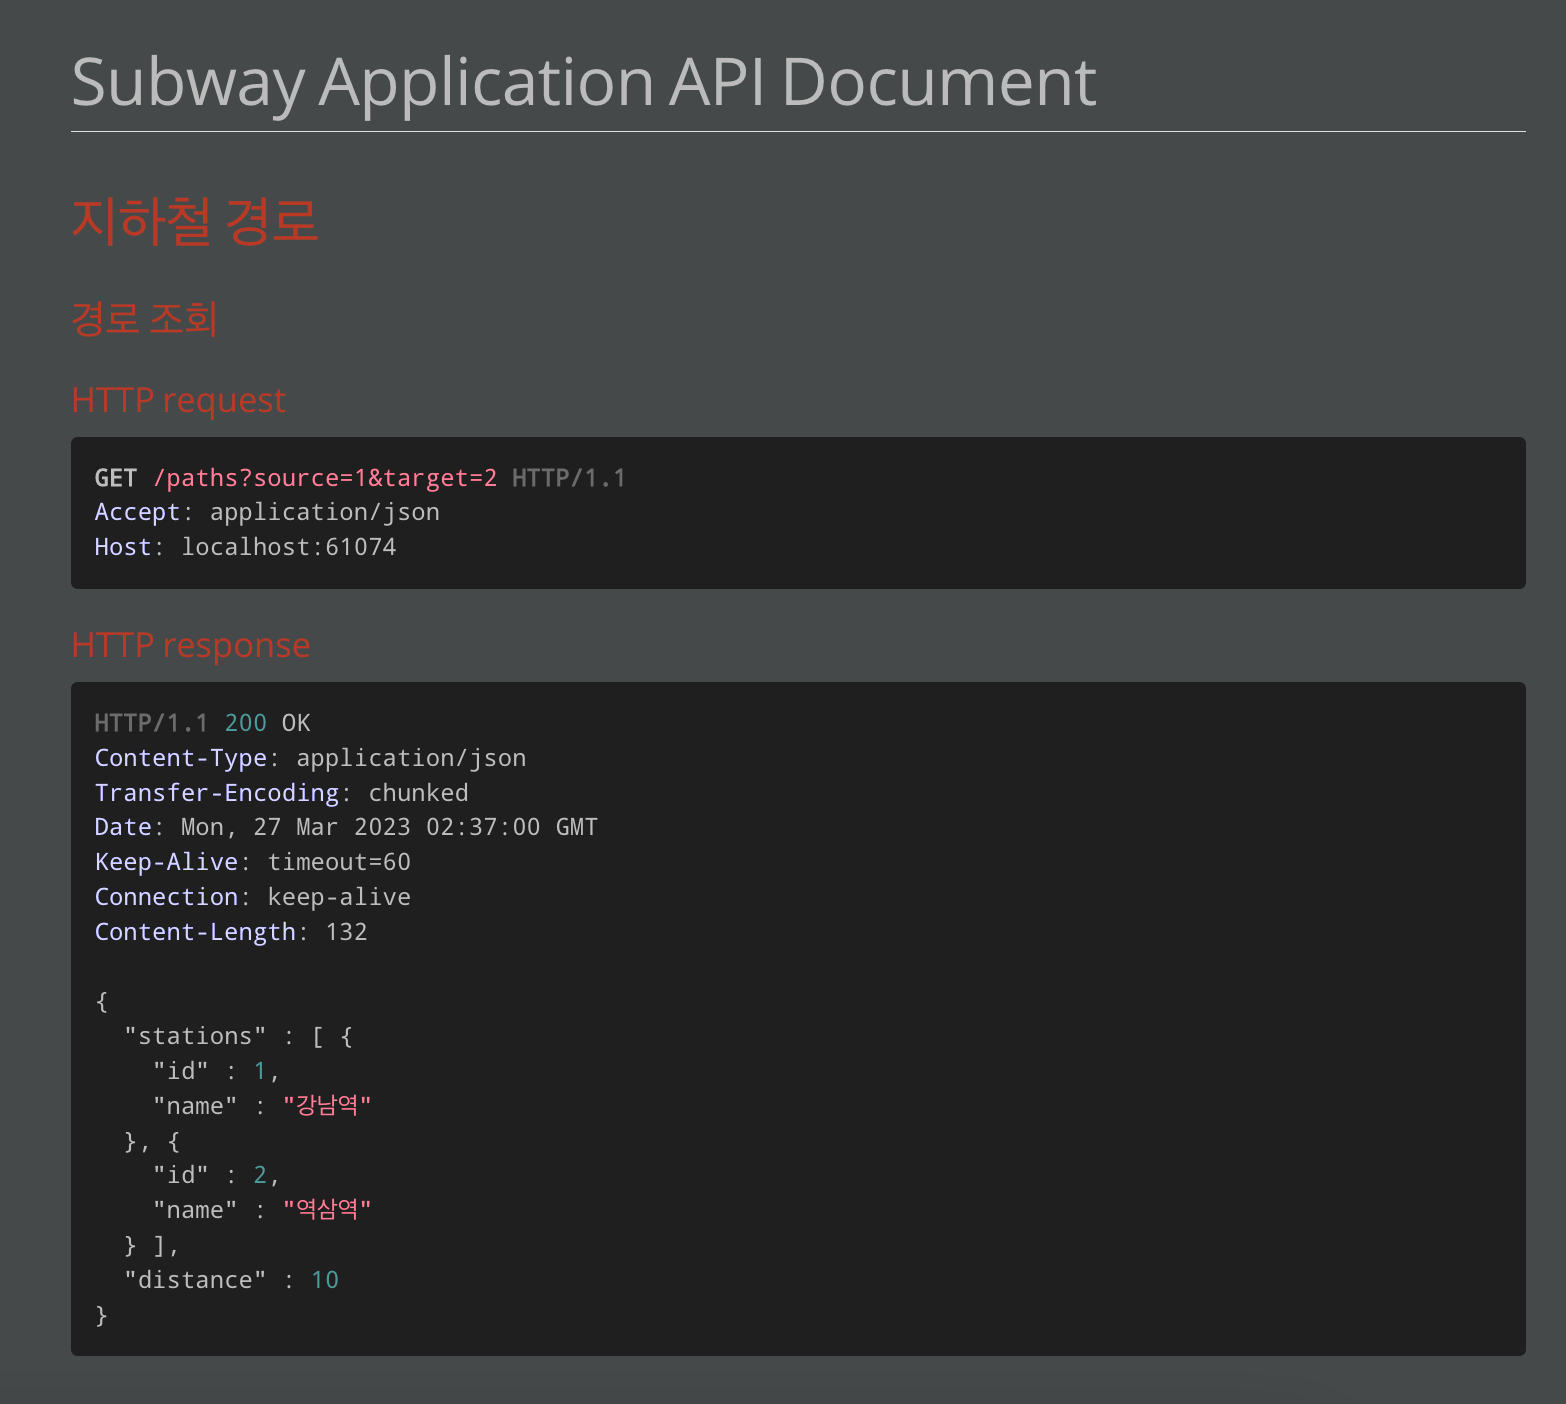 Subway Application API Document
지하철 경로
경로 조회
HTTP request
GET /paths?source=1&target=2 HTTP/1.1
Accept: application/json
Host: localhost:61074
HTTP response
HTTP/1.1 200 OK
Content-Type: application/json
Transfer-Encoding: chunked
Date: Mon, 27 Mar 2023 02:37:00 GMT
Keep-Alive: timeout=60
Connection: keep-alive
Content-Length: 132
{
  "stations" : [ {
    "id" : 1,
    "name" : "강남역"
  }, {
    "id" : 2,
    "name" : "역삼역"
  } ],
  "distance" : 10
}